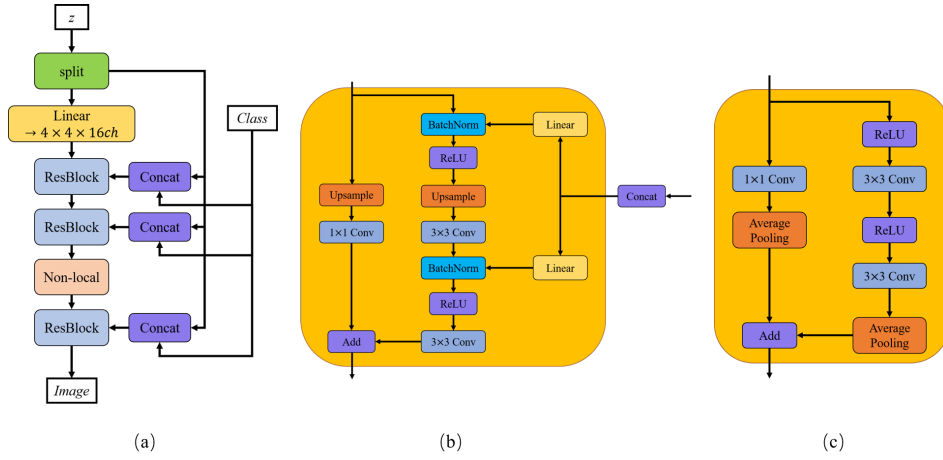 z
split
Linear
→ 4 × 4 × 16ch
Class
ResBlock
Concat
ResBlock
Concat
Non-local
ResBlock
Concat
Image
(a)
BatchNorm
Linear
ReLU
Upsample
Upsample
Concat
1×1 Conv
3×3 Conv
BatchNorm
Linear
ReLU
Add
3×3 Conv
(b)
ReLU
1×1 Conv
3×3 Conv
Average
Pooling
ReLU
3×3 Conv
Add
Average
Pooling
(c)